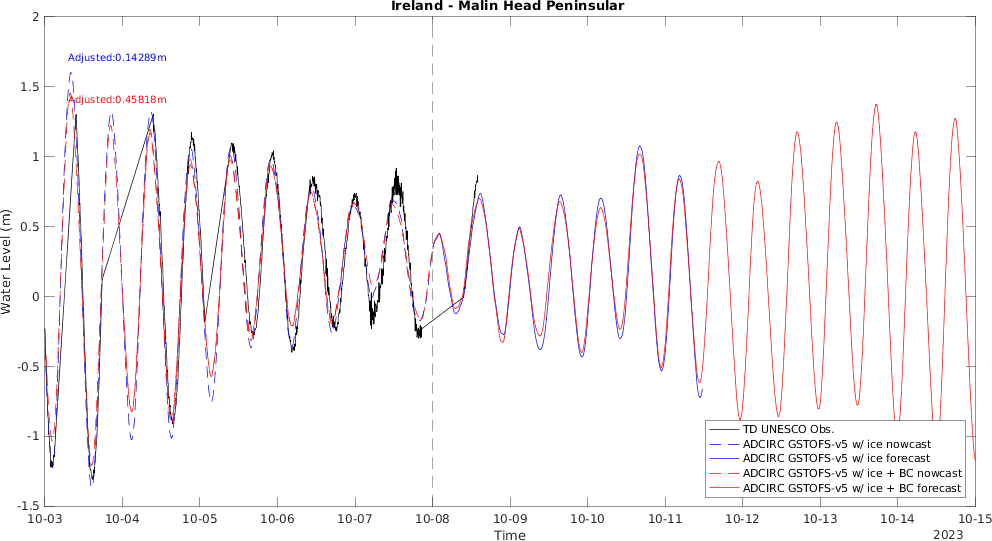 Ireland - Malin Head Peninsular
Adjusted:0.14289m
Adjusted:0.45818m
Water Level (m)
2
1.5
1
0.5
0
-0.5
-1
-1.5
TD UNESCO Obs.
ADCIRC GSTOFS-v5 w/ ice nowcast
ADCIRC GSTOFS-v5 w/ ice forecast
ADCIRC GSTOFS-v5 w/ ice + BC nowcast
ADCIRC GSTOFS-v5 w/ ice + BC forecast
10-03 10-04 10-05 10-06 10-07 10-08 10-09 10-10 10-11 10-12 10-13 10-14 10-15
Time
2023